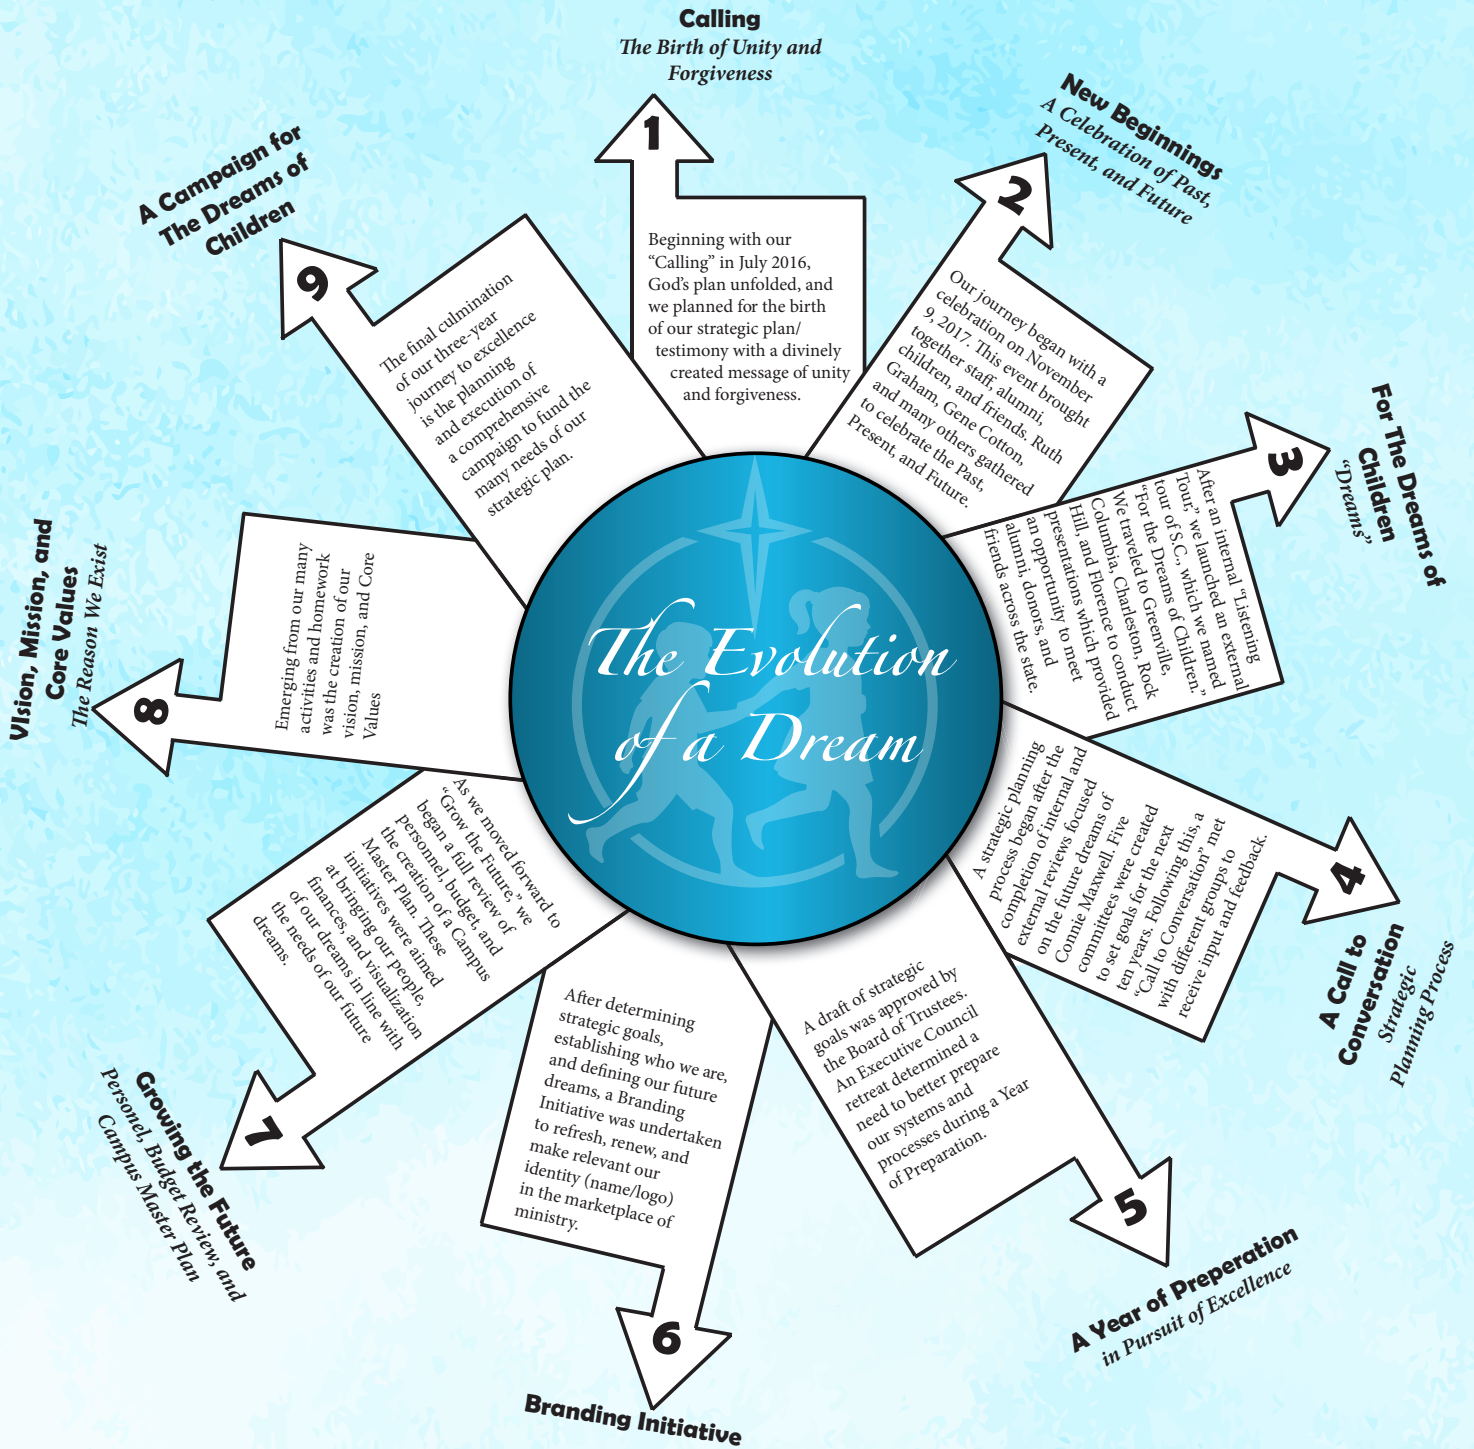 The Evolution
of a Dream
Calling
The Birth of Unity and
Forgiveness
1
Beginning with our
“Calling” in July 2016,
God’s plan unfolded, and
we planned for the birth
of our strategic plan/
testimony with a divinely
created message of unity
and forgiveness.
New Beginnings
A Celebration of Past,
Present, and Future
2
Our journey began with a
celebration on November
9, 2017. This event brought
together staff, alumni,
children, and friends. Ruth
Graham, Gene Cotton,
and many others gathered
to celebrate the Past,
Present, and Future.
For The Dreams of
Children
“Dreams”
3
After an internal “Listening
Tour,” we launched an external
tour of S.C., which we named
“For the Dreams of Children.”
We traveled to Greenville,
Columbia, Charleston, Rock
Hill, and Florence to conduct
presentations which provided
an opportunity to meet
alumni, donors, and
friends across the state.
A Call to
Conversation
Strategic
Planning Process
4
A strategic planning
process began after the
completion of internal and
external reviews focused
on the future dreams of
Connie Maxwell. Five
committees were created
to set goals for the next
ten years. Following this, a
“Call to Conversation” met
with different groups to
receive input and feedback.
A Year of Preperation
in Pursuit of Excellence
5
A draft of strategic
goals was approved by
the Board of Trustees.
An Executive Council
retreat determined a
need to better prepare
our systems and
processes during a Year
of Preparation.
Branding Initiative
6
After determining
strategic goals,
establishing who we are,
and defining our future
dreams, a Branding
Initiative was undertaken
to refresh, renew, and
make relevant our
identity (name/logo)
in the marketplace of
ministry.
Growing the Future
Personel, Budget Review, and
Campus Master Plan
7
As we moved forward to
“Grow the Future,” we
began a full review of
personnel, budget, and
the creation of a Campus
Master Plan. These
initiatives were aimed
at bringing our people,
finances, and visualization
of our dreams in line with
the needs of our future
dreams.
VIsion, Mission, and
Core Values
The Reason We Exist
8
Emerging from our many
activities and homework
was the creation of our
vision, mission, and Core
Values
A Campaign for
The Dreams of
Children
9
The final culmination
of our three-year
journey to excellence
is the planning
and execution of
a comprehensive
campaign to fund the
many needs of our
strategic plan.